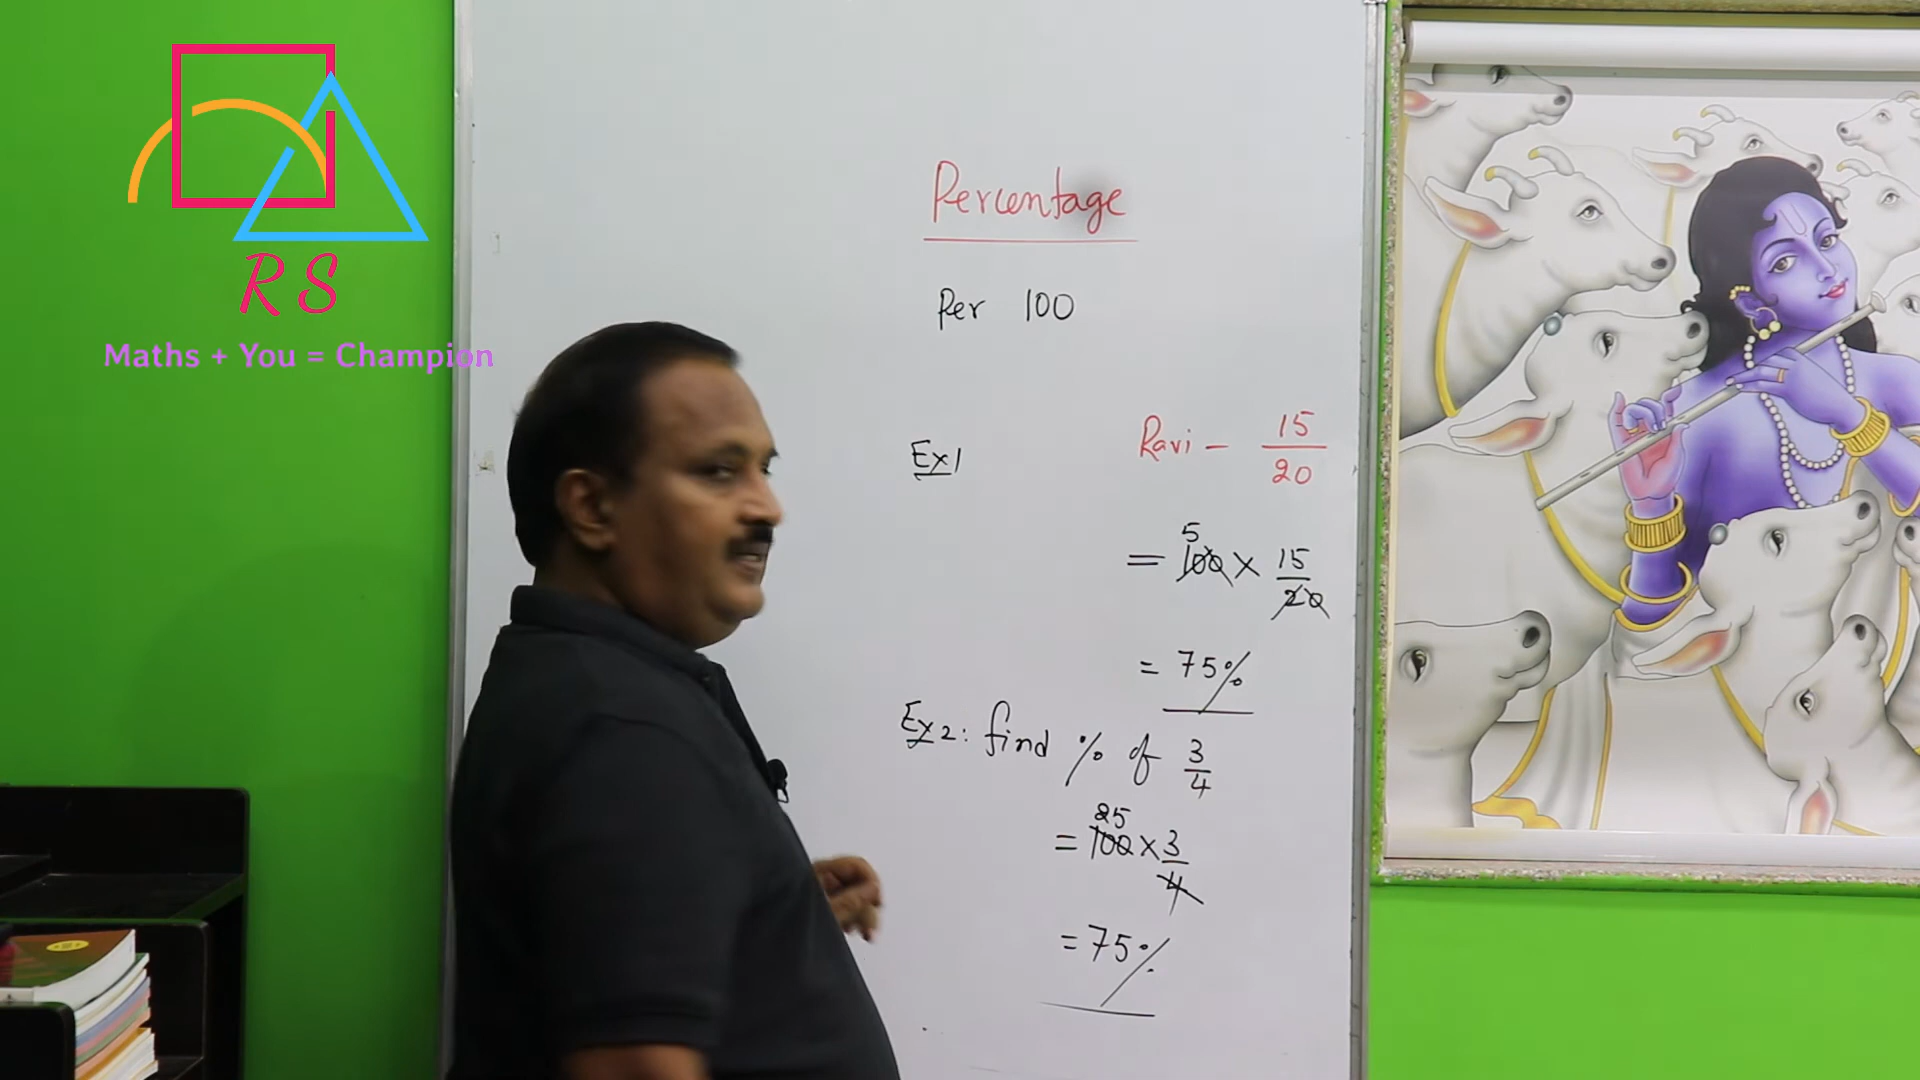 R S
Maths + You = Champion
Percentage
Per 100
Ex1
Ravi - 15/20
5
= 100 × 15/20
= 75%
Ex2: find % of 3/4
25
= 100 × 3/4
= 75%